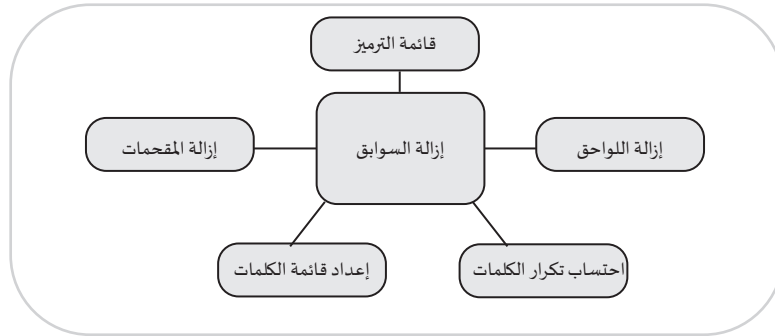 قائمة الترميز
إزالة اللواحق
إزالة السوابق
إزالة المقحمات
احتساب تكرار الكلمات
إعداد قائمة الكلمات